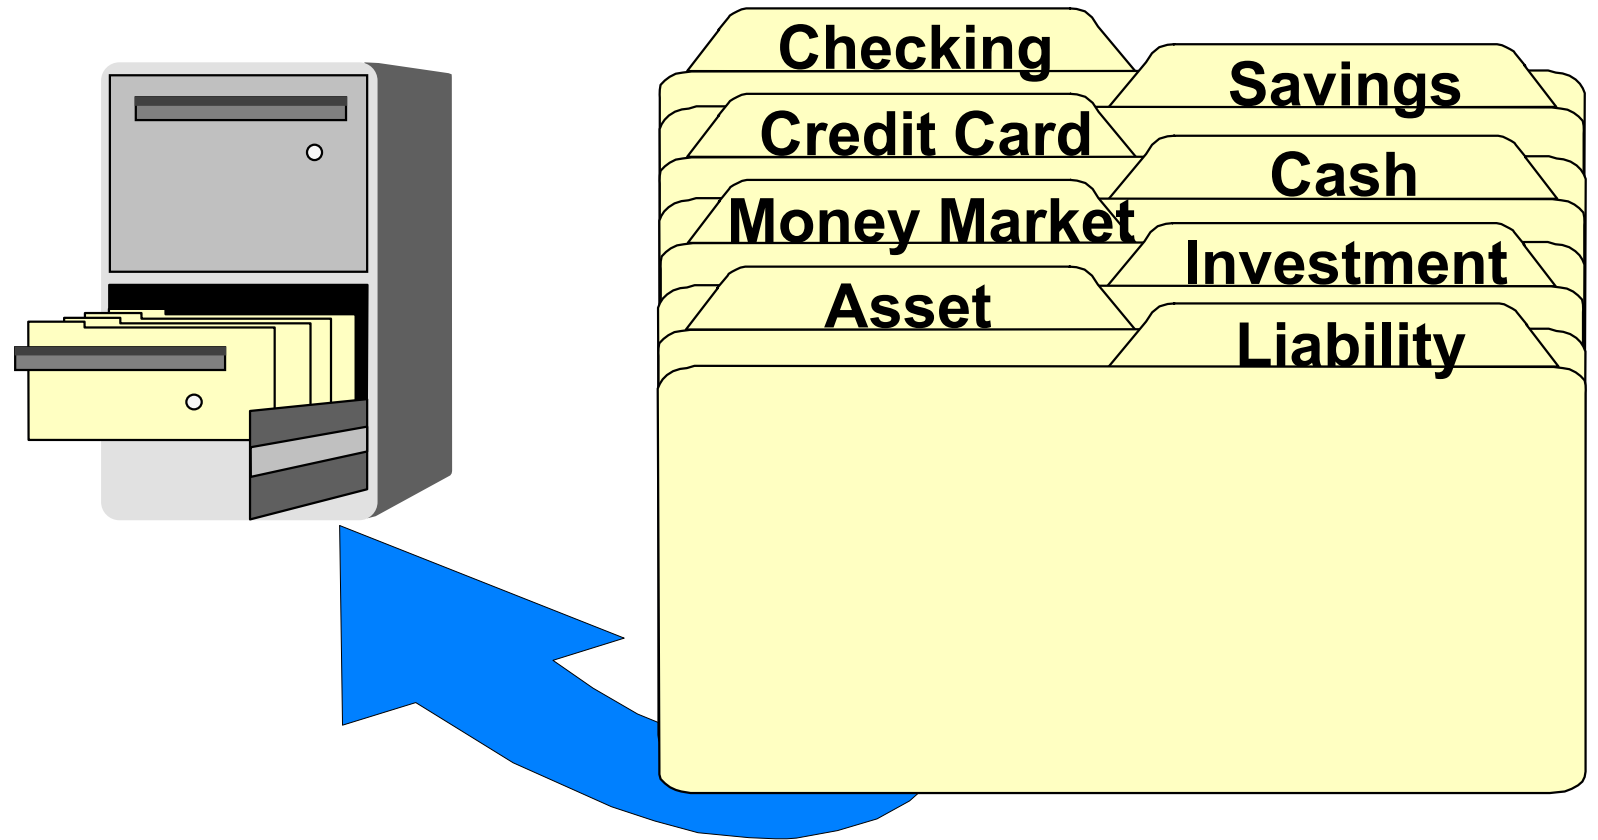 Checking
Savings
Credit Card
Cash
Money Market
Investment
Asset
Liability